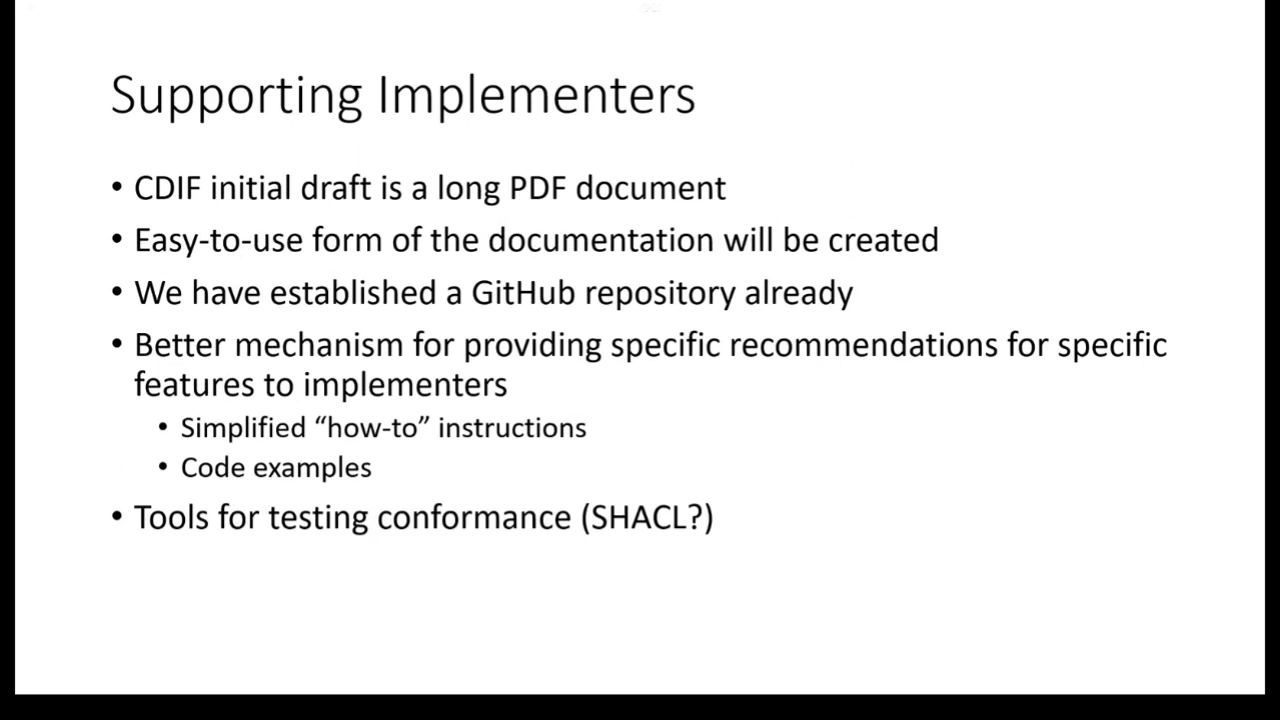 Supporting Implementers
• CDIF initial draft is a long PDF document
• Easy-to-use form of the documentation will be created
• We have established a GitHub repository already
• Better mechanism for providing specific recommendations for specific
features to implementers
• Simplified “how-to” instructions
• Code examples
• Tools for testing conformance (SHACL?)